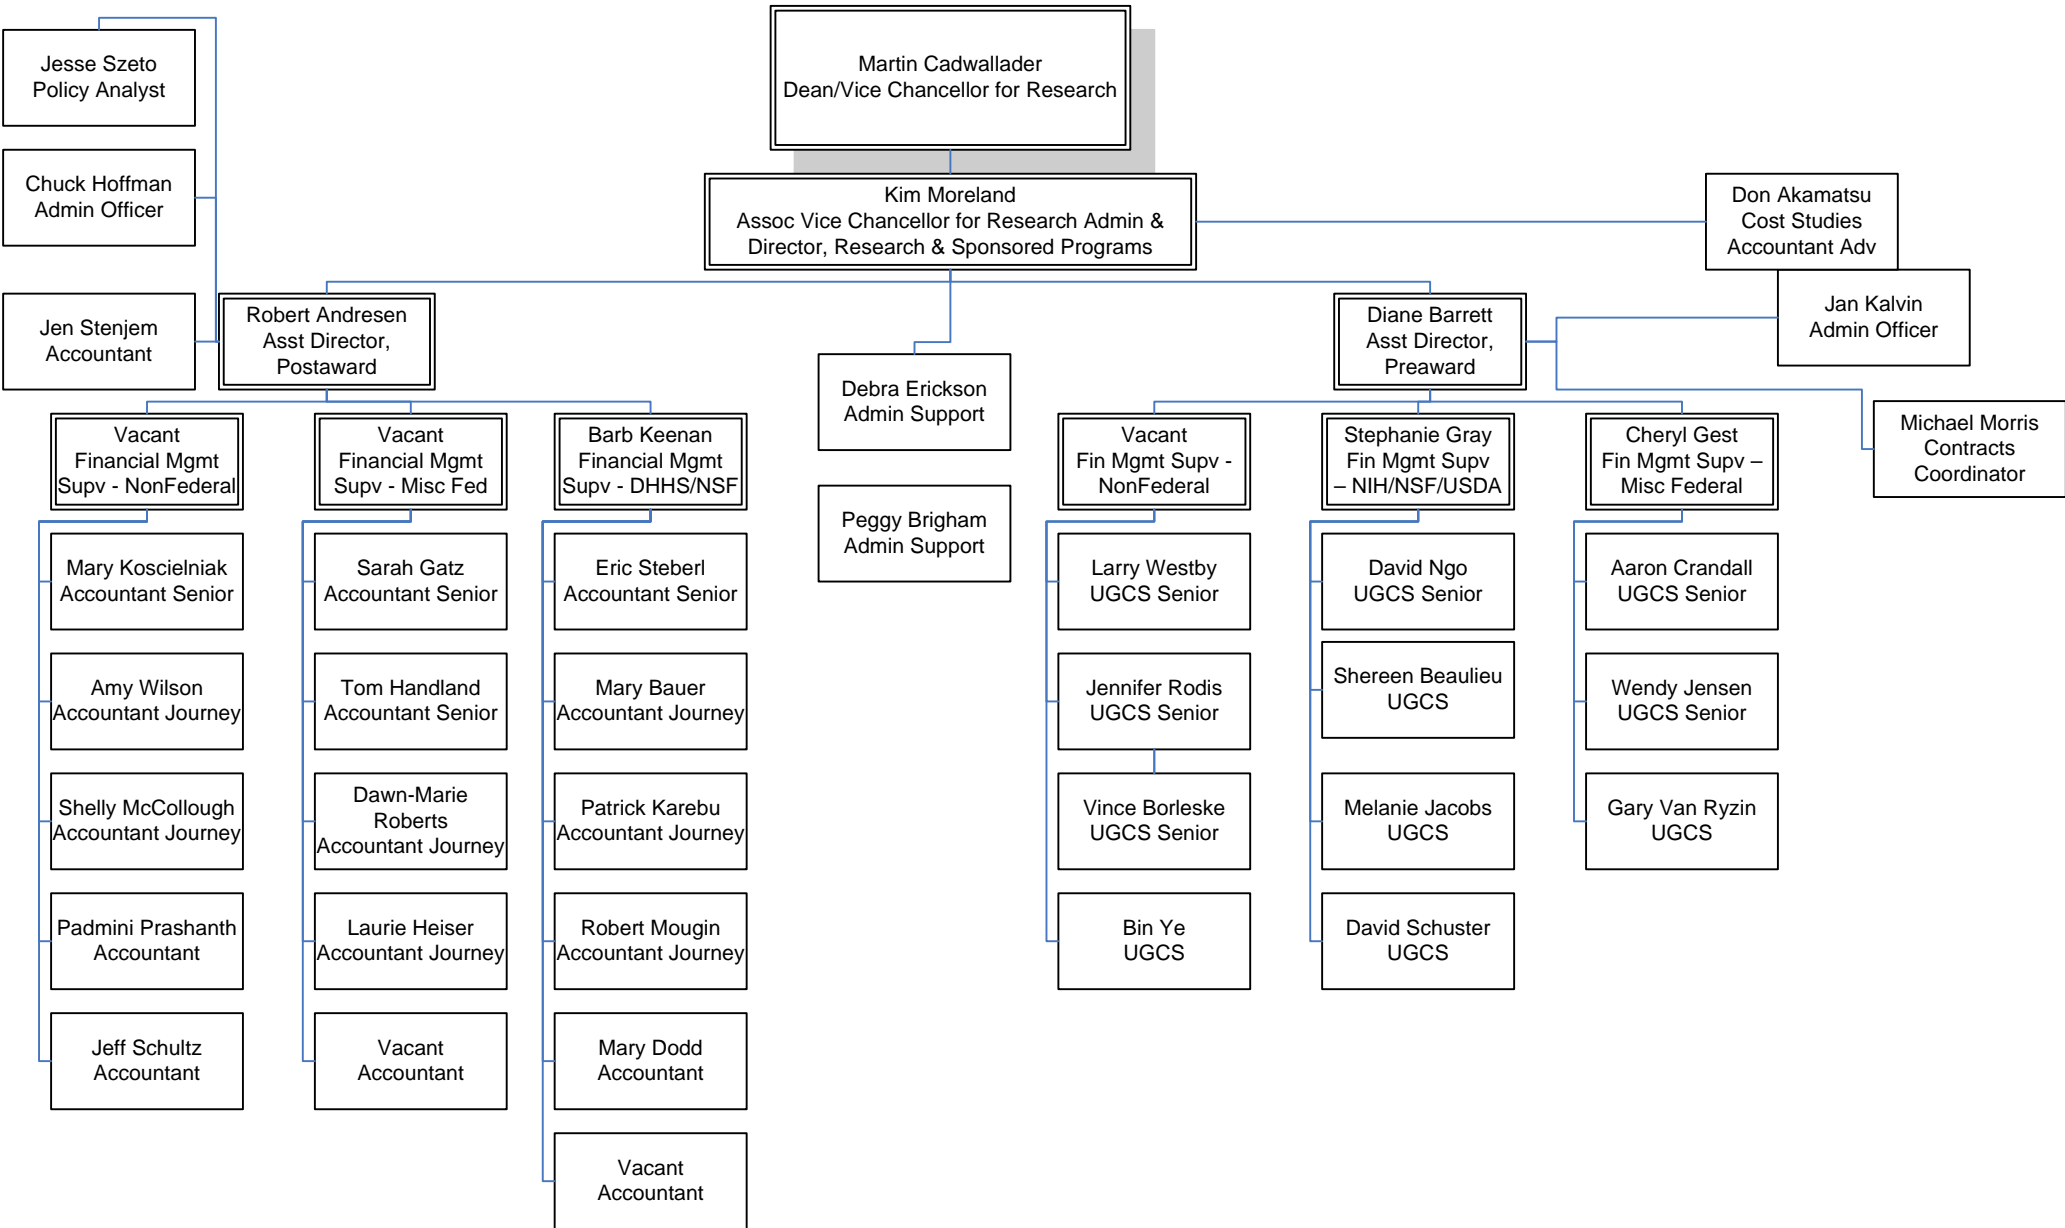 Martin Cadwallader
Dean/Vice Chancellor for Research
Kim Moreland
Assoc Vice Chancellor for Research Admin &
Director, Research & Sponsored Programs
Don Akamatsu
Cost Studies
Accountant Adv
Jesse Szeto
Policy Analyst
Chuck Hoffman
Admin Officer
Jen Stenjem
Accountant
Robert Andresen
Asst Director,
Postaward
Debra Erickson
Admin Support
Peggy Brigham
Admin Support
Diane Barrett
Asst Director,
Preaward
Jan Kalvin
Admin Officer
Michael Morris
Contracts
Coordinator
Vacant
Financial Mgmt
Supv - NonFederal
Mary Koscielniak
Accountant Senior
Amy Wilson
Accountant Journey
Shelly McCollough
Accountant Journey
Padmini Prashanth
Accountant
Jeff Schultz
Accountant
Vacant
Financial Mgmt
Supv - Misc Fed
Sarah Gatz
Accountant Senior
Tom Handland
Accountant Senior
Dawn-Marie
Roberts
Accountant Journey
Laurie Heiser
Accountant Journey
Vacant
Accountant
Barb Keenan
Financial Mgmt
Supv - DHHS/NSF
Eric Steberl
Accountant Senior
Mary Bauer
Accountant Journey
Patrick Karebu
Accountant Journey
Robert Mougin
Accountant Journey
Mary Dodd
Accountant
Vacant
Accountant
Vacant
Fin Mgmt Supv -
NonFederal
Larry Westby
UGCS Senior
Jennifer Rodis
UGCS Senior
Vince Borleske
UGCS Senior
Bin Ye
UGCS
Stephanie Gray
Fin Mgmt Supv
– NIH/NSF/USDA
David Ngo
UGCS Senior
Shereen Beaulieu
UGCS
Melanie Jacobs
UGCS
David Schuster
UGCS
Cheryl Gest
Fin Mgmt Supv –
Misc Federal
Aaron Crandall
UGCS Senior
Wendy Jensen
UGCS Senior
Gary Van Ryzin
UGCS